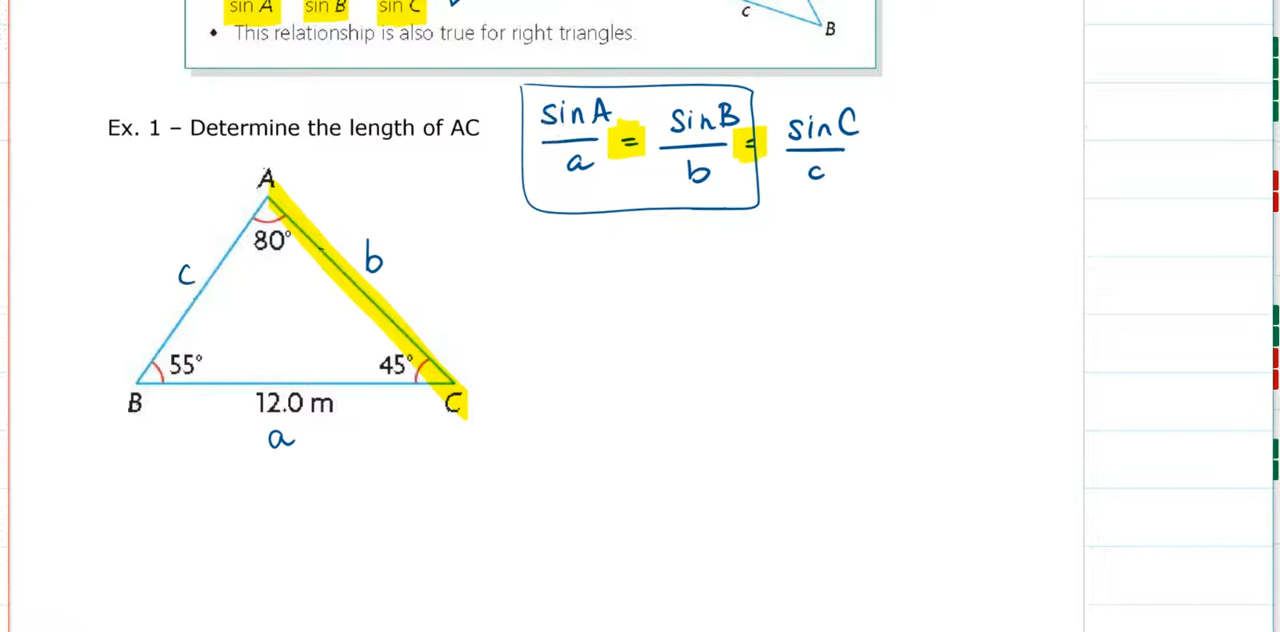 sin A sin B sin C
c
B
• This relationship is also true for right triangles.
Ex. 1 – Determine the length of AC
sinA/a = sinB/b = sinC/c
A
80°
b
c
55°
45°
B
12.0 m
C
a